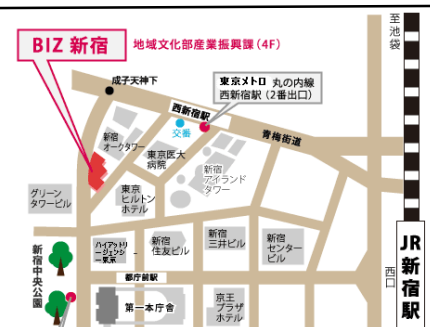 BIZ 新宿
地域文化部産業振興課(4F)
至池袋
成子天神下
東京メトロ 丸の内線
西新宿駅(2番出口)
西新宿駅
交番
青梅街道
新宿
オークタワー
東京医大
病院
新宿
アイランド
タワー
グリーン
タワービル
東京
ヒルトン
ホテル
新宿中央公園
ハイアットリ
ージェンシ
ー東京
新宿
住友ビル
新宿
三井ビル
新宿
センター
ビル
西口
JR新宿駅
都庁前駅
第一本庁舎
京王
プラザ
ホテル